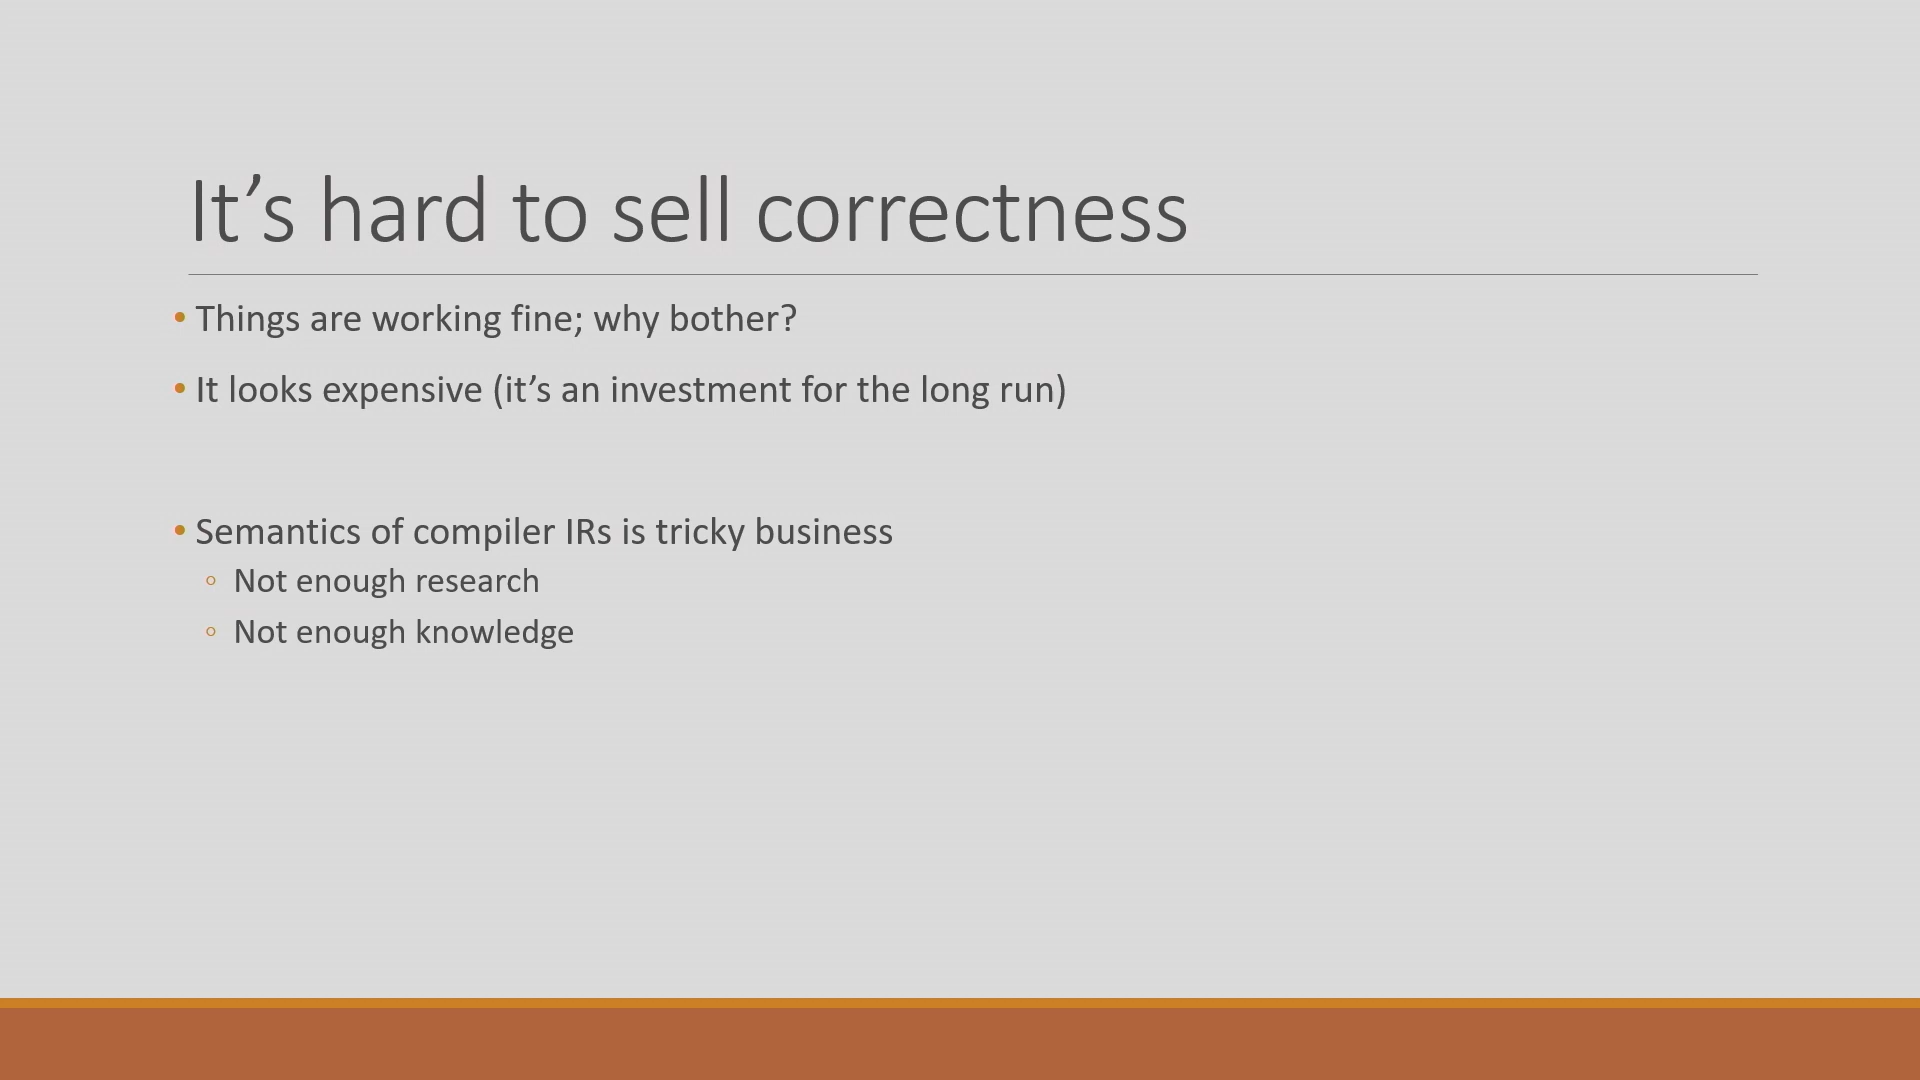 It’s hard to sell correctness
• Things are working fine; why bother?
• It looks expensive (it’s an investment for the long run)
• Semantics of compiler IRs is tricky business
◦ Not enough research
◦ Not enough knowledge